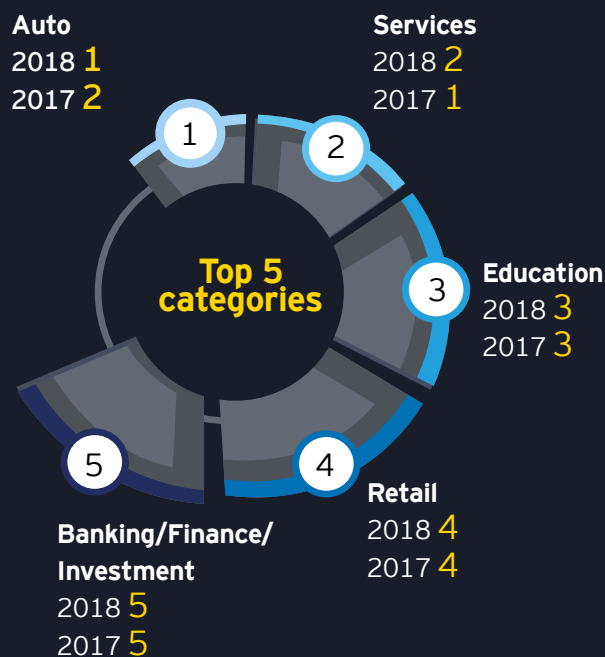 Auto
2018 1
2017 2
Services
2018 2
2017 1
1
2
Top 5
categories
3
Education
2018 3
2017 3
5
4
Retail
2018 4
2017 4
Banking/Finance/
Investment
2018 5
2017 5